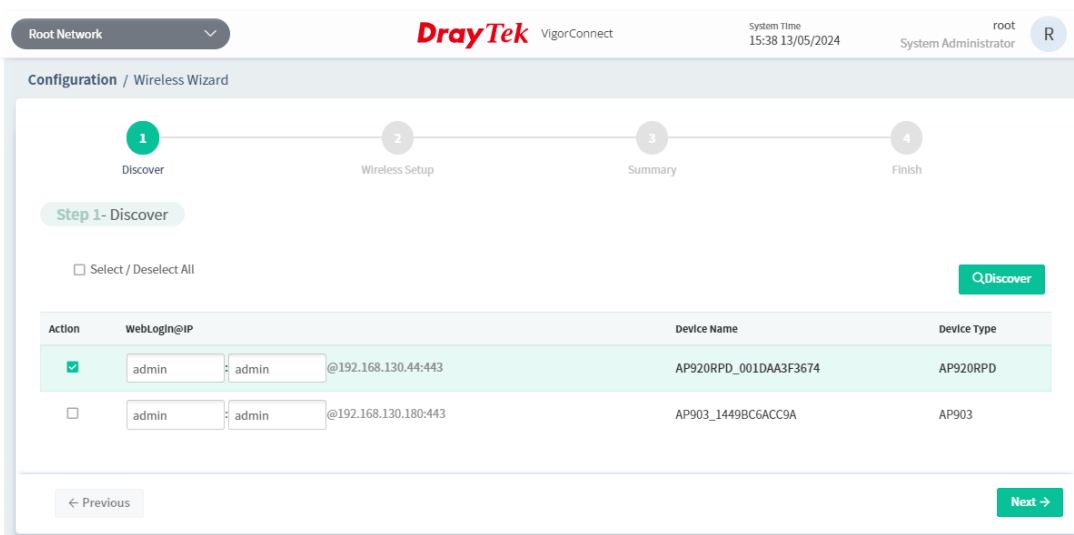 Root Network
DrayTek VigorConnect
System Time
15:38 13/05/2024
root
System Administrator
R
Configuration / Wireless Wizard
1
2
3
4
Discover
Wireless Setup
Summary
Finish
Step 1- Discover
Select / Deselect All
Discover
Action WebLogin@IP Device Name Device Type
admin : admin @192.168.130.44:443 AP920RPD_001DAA3F3674 AP920RPD
admin : admin @192.168.130.180:443 AP903_1449BC6ACC9A AP903
← Previous
Next →